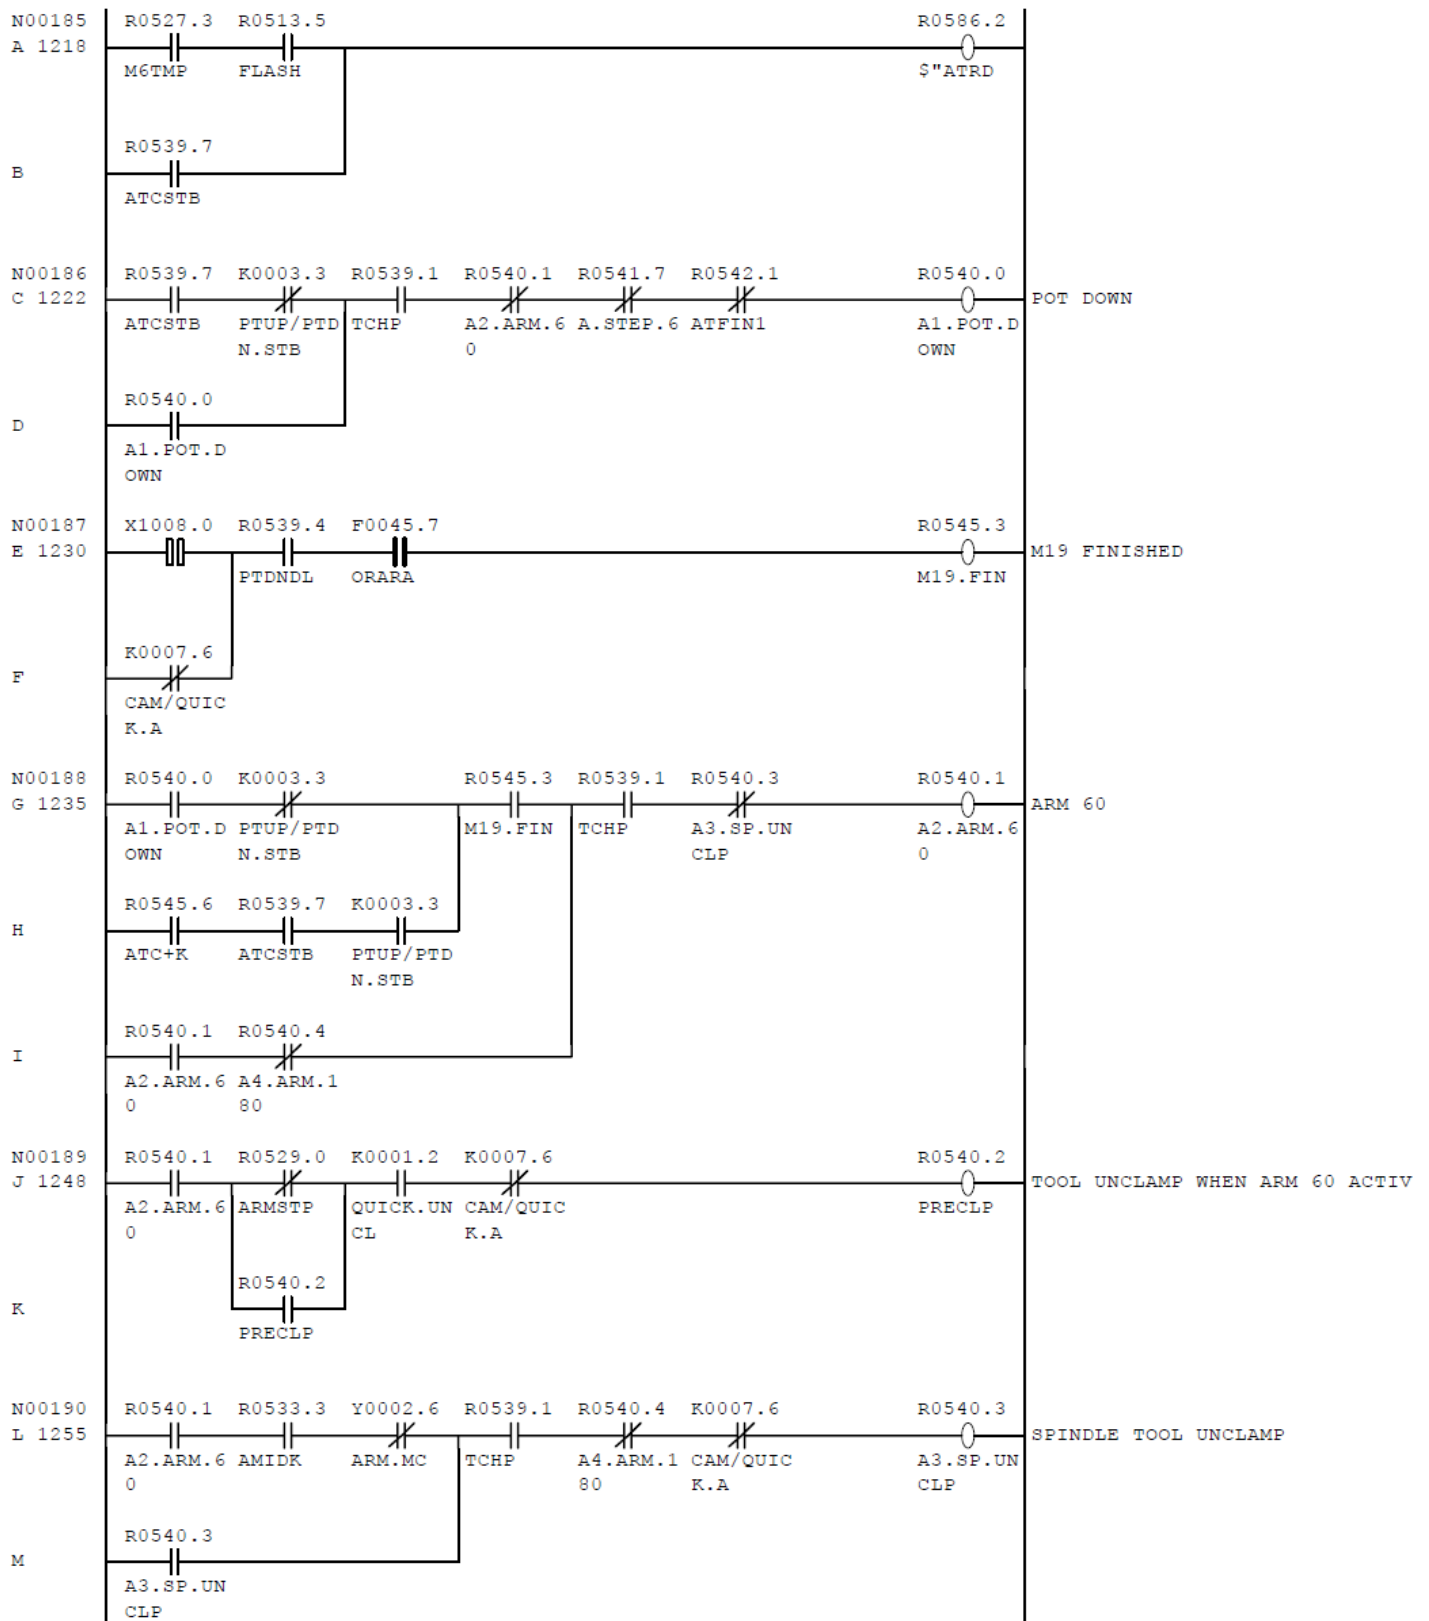 N00185 R0527.3 R0513.5 R0586.2
A 1218
M6TMP FLASH $"ATRD
R0539.7
B
ATCSTB
N00186 R0539.7 K0003.3 R0539.1 R0540.1 R0541.7 R0542.1 R0540.0
C 1222 POT DOWN
ATCSTB PTUP/PTD TCHP A2.ARM.6 A.STEP.6 ATFIN1 A1.POT.D
N.STB 0 OWN
R0540.0
D
A1.POT.D
OWN
N00187 X1008.0 R0539.4 F0045.7 R0545.3
E 1230 M19 FINISHED
PTDNDL ORARA M19.FIN
K0007.6
F
CAM/QUIC
K.A
N00188 R0540.0 K0003.3 R0545.3 R0539.1 R0540.3 R0540.1
G 1235 ARM 60
A1.POT.D PTUP/PTD M19.FIN TCHP A3.SP.UN A2.ARM.6
OWN N.STB CLP 0
R0545.6 R0539.7 K0003.3
H
ATC+K ATCSTB PTUP/PTD
N.STB
R0540.1 R0540.4
I
A2.ARM.6 A4.ARM.1
0 80
N00189 R0540.1 R0529.0 K0001.2 K0007.6 R0540.2
J 1248 TOOL UNCLAMP WHEN ARM 60 ACTIV
A2.ARM.6 ARMSTP QUICK.UN CAM/QUIC PRECLP
0 CL K.A
R0540.2
K
PRECLP
N00190 R0540.1 R0533.3 Y0002.6 R0539.1 R0540.4 K0007.6 R0540.3
L 1255 SPINDLE TOOL UNCLAMP
A2.ARM.6 AMIDK ARM.MC TCHP A4.ARM.1 CAM/QUIC A3.SP.UN
0 80 K.A CLP
R0540.3
M
A3.SP.UN
CLP